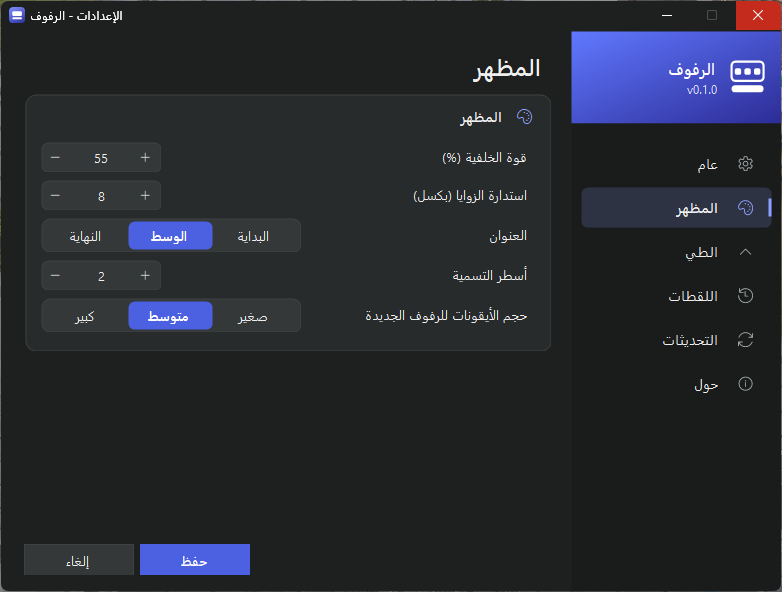 الإعدادات - الرفوف
الرفوف
v0.1.0
عام
المظهر
الطي
اللقطات
التحديثات
حول
المظهر
المظهر
قوة الخلفية (%)
+ 55 −
استدارة الزوايا (بكسل)
+ 8 −
العنوان
البداية الوسط النهاية
أسطر التسمية
+ 2 −
حجم الأيقونات للرفوف الجديدة
صغير متوسط كبير
حفظ
إلغاء